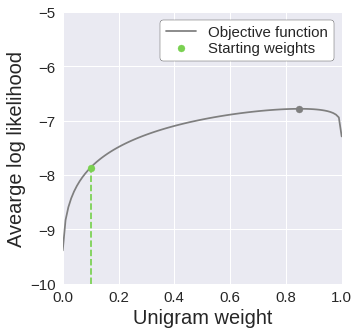 −5
−6
−7
−8
−9
−10
Avearge log likelihood
Objective function
Starting weights
0.0 0.2 0.4 0.6 0.8 1.0
Unigram weight